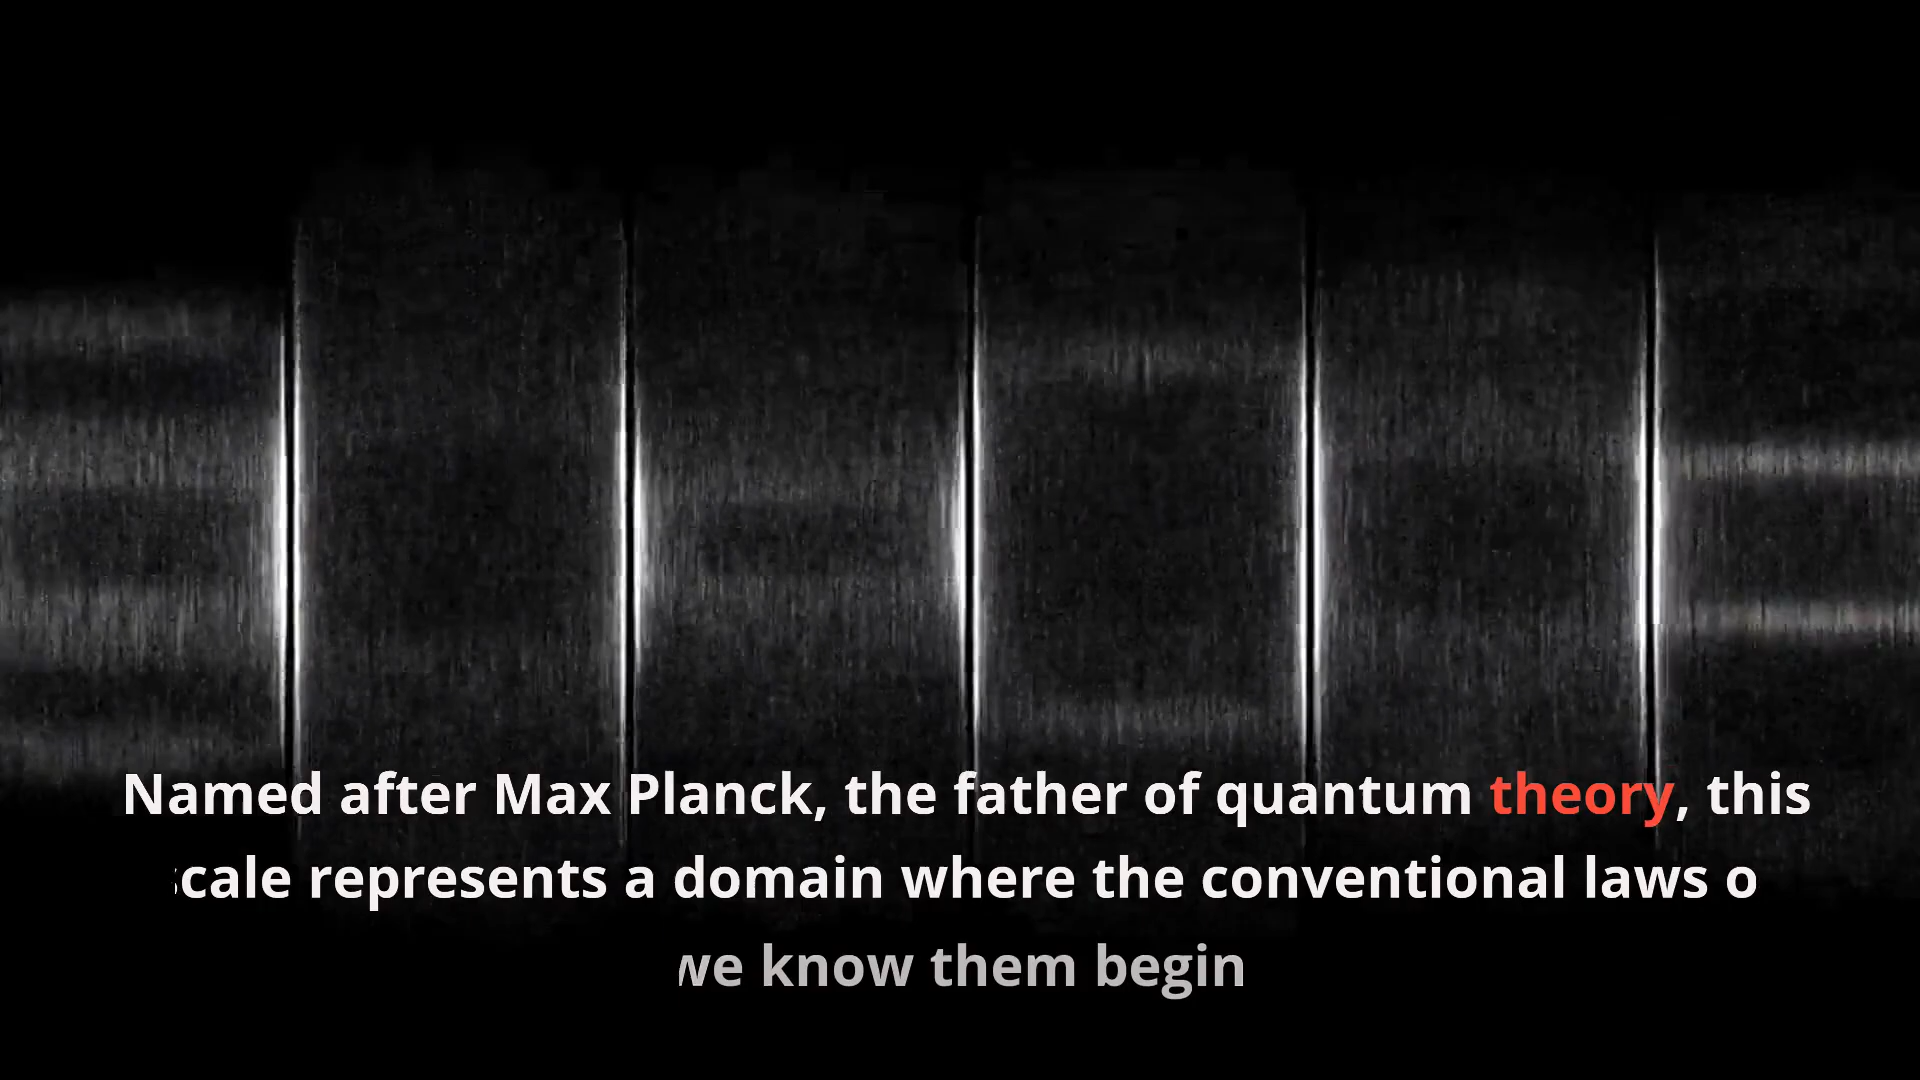 Named after Max Planck, the father of quantum theory, this
scale represents a domain where the conventional laws o
we know them begin